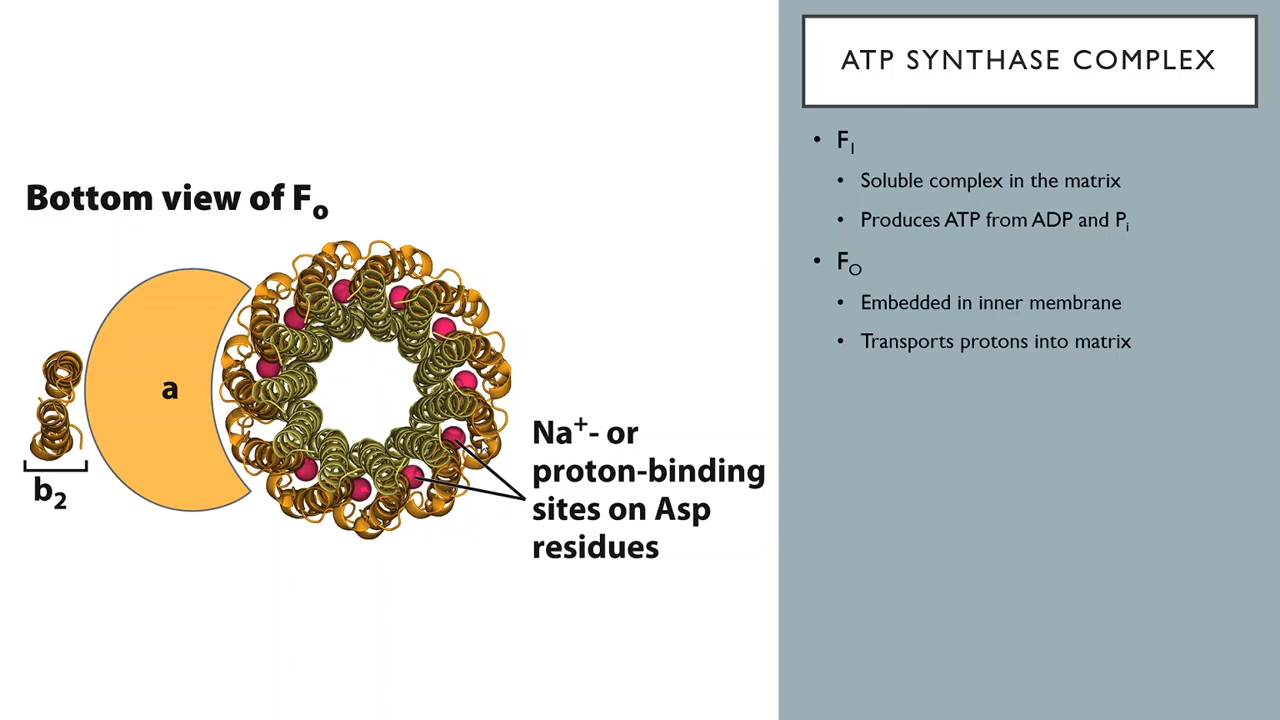 Bottom view of Fo
a
b2
Na+- or
proton-binding
sites on Asp
residues
ATP SYNTHASE COMPLEX
• F1
• Soluble complex in the matrix
• Produces ATP from ADP and Pi
• FO
• Embedded in inner membrane
• Transports protons into matrix